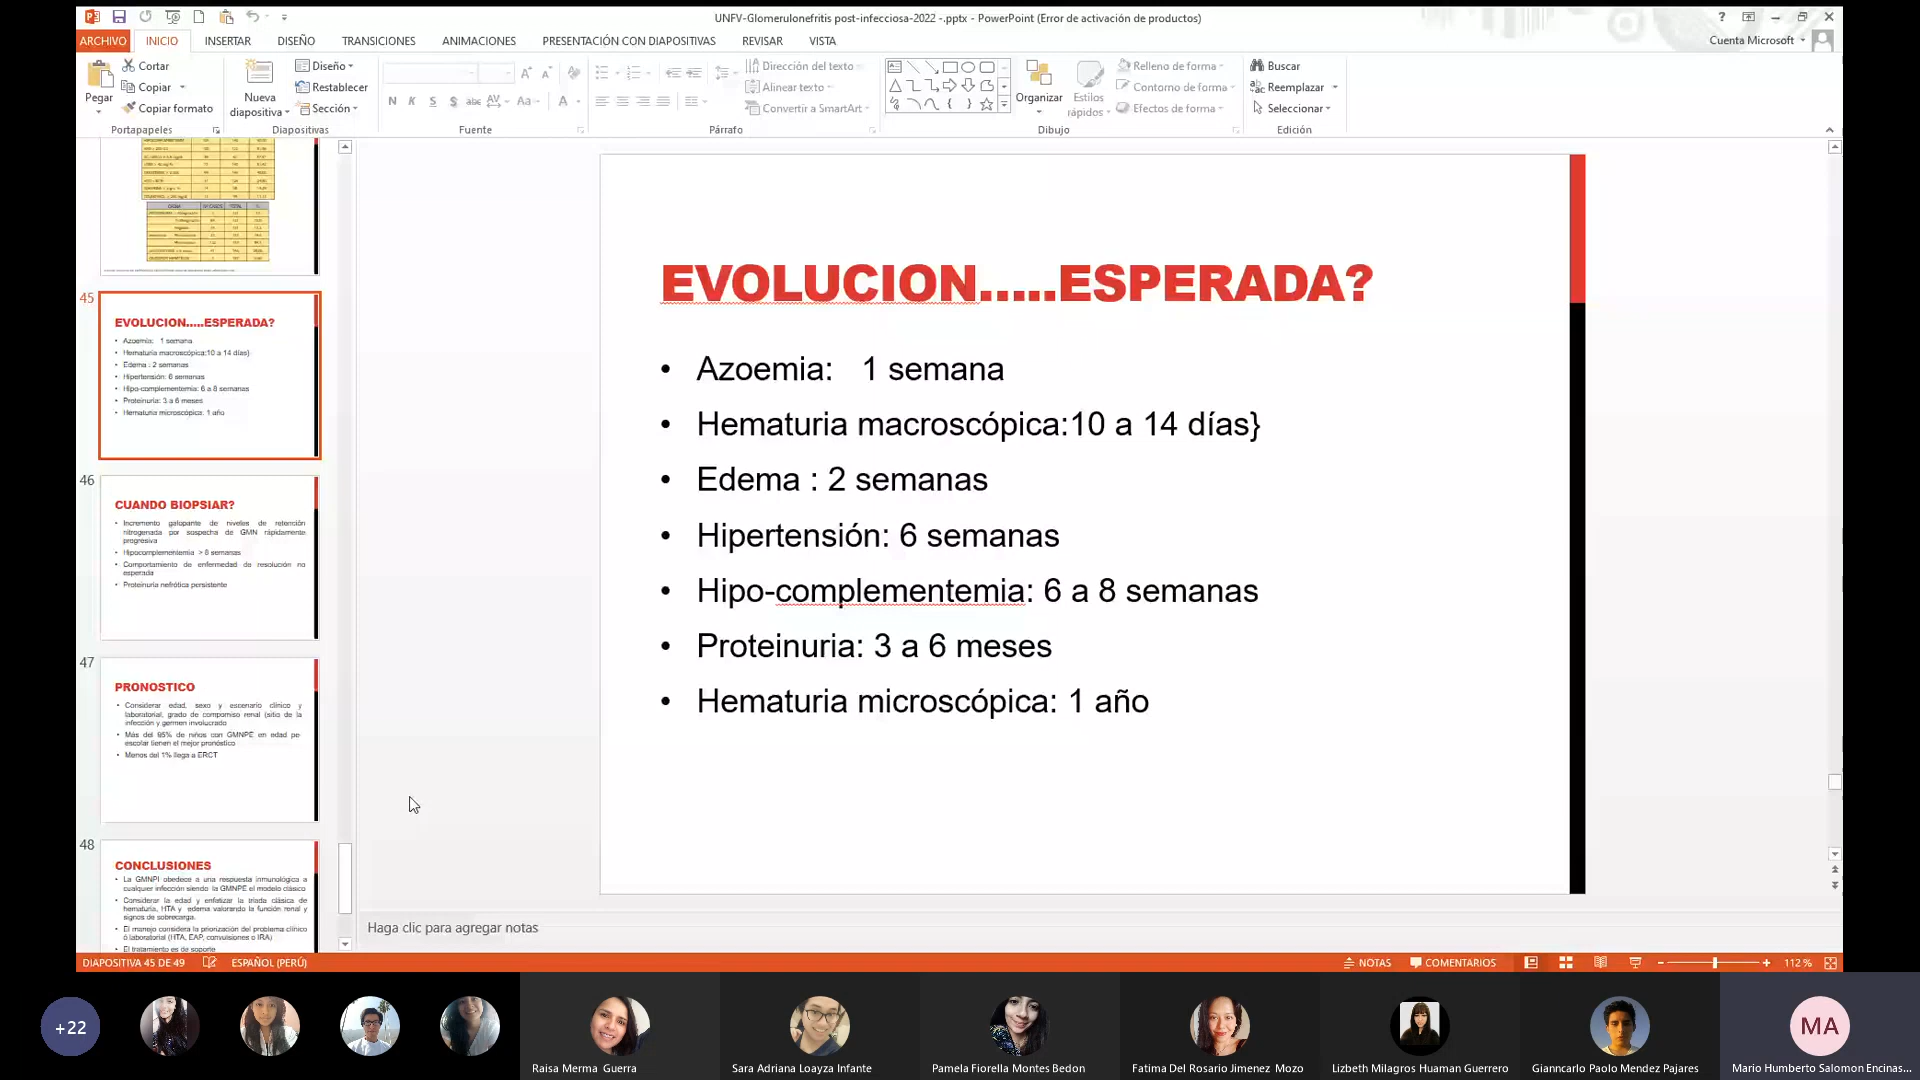 UNFV-Glomerulonefritis post-infecciosa-2022 -.pptx - PowerPoint (Error de activación de productos)
ARCHIVO INICIO INSERTAR DISEÑO TRANSICIONES ANIMACIONES PRESENTACIÓN CON DIAPOSITIVAS REVISAR VISTA
Cuenta Microsoft
Pegar
Cortar
Copiar
Copiar formato
Portapapeles
Nueva
diapositiva
Diseño
Restablecer
Sección
Diapositivas
N K S S abc AV Aa A
Fuente
Párrafo
Dirección del texto
Alinear texto
Convertir a SmartArt
Organizar
Estilos
rápidos
Relleno de forma
Contorno de forma
Efectos de forma
Dibujo
Buscar
Reemplazar
Seleccionar
Edición
45
EVOLUCION.....ESPERADA?
• Azoemia: 1 semana
• Hematuria macroscópica:10 a 14 días}
• Edema : 2 semanas
• Hipertensión: 6 semanas
• Hipo-complementemia: 6 a 8 semanas
• Proteinuria: 3 a 6 meses
• Hematuria microscópica: 1 año
46
CUANDO BIOPSIAR?
• Incremento galopante de niveles de retención
nitrogenada por sospecha de GMN rápidamente
progresiva
• Hipocomplementemia > 8 semanas
• Comportamiento de enfermedad de resolución no
esperada
• Proteinuria nefrótica persistente
47
PRONOSTICO
• Considerar edad, sexo y escenario clínico y
laboratorial, grado de compromiso renal (sitio de la
infección y germen involucrado
• Más del 95% de niños con GMNPE en edad pe
escolar tienen el mejor pronóstico
• Menos del 1% llega a ERCT
48
CONCLUSIONES
• La GMNPI obedece a una respuesta inmunológica a
cualquier infección siendo la GMNPE el modelo clásico
• Considerar la edad y enfatizar la triada clásica de
hematuria, HTA y edema valorando la función renal y
signos de sobrecarga.
• El manejo considera la priorización del problema clínico
ó laboratorial (HTA, EAP, convulsiones o IRA)
• El tratamiento es de soporte
EVOLUCION.....ESPERADA?
• Azoemia: 1 semana
• Hematuria macroscópica:10 a 14 días}
• Edema : 2 semanas
• Hipertensión: 6 semanas
• Hipo-complementemia: 6 a 8 semanas
• Proteinuria: 3 a 6 meses
• Hematuria microscópica: 1 año
Haga clic para agregar notas
DIAPOSITIVA 45 DE 49 ESPAÑOL (PERÚ) NOTAS COMENTARIOS 112 %
+22
MA
Raisa Merma Guerra
Sara Adriana Loayza Infante
Pamela Fiorella Montes Bedon
Fatima Del Rosario Jimenez Mozo
Lizbeth Milagros Huaman Guerrero
Gianncarlo Paolo Mendez Pajares
Mario Humberto Salomon Encinas...